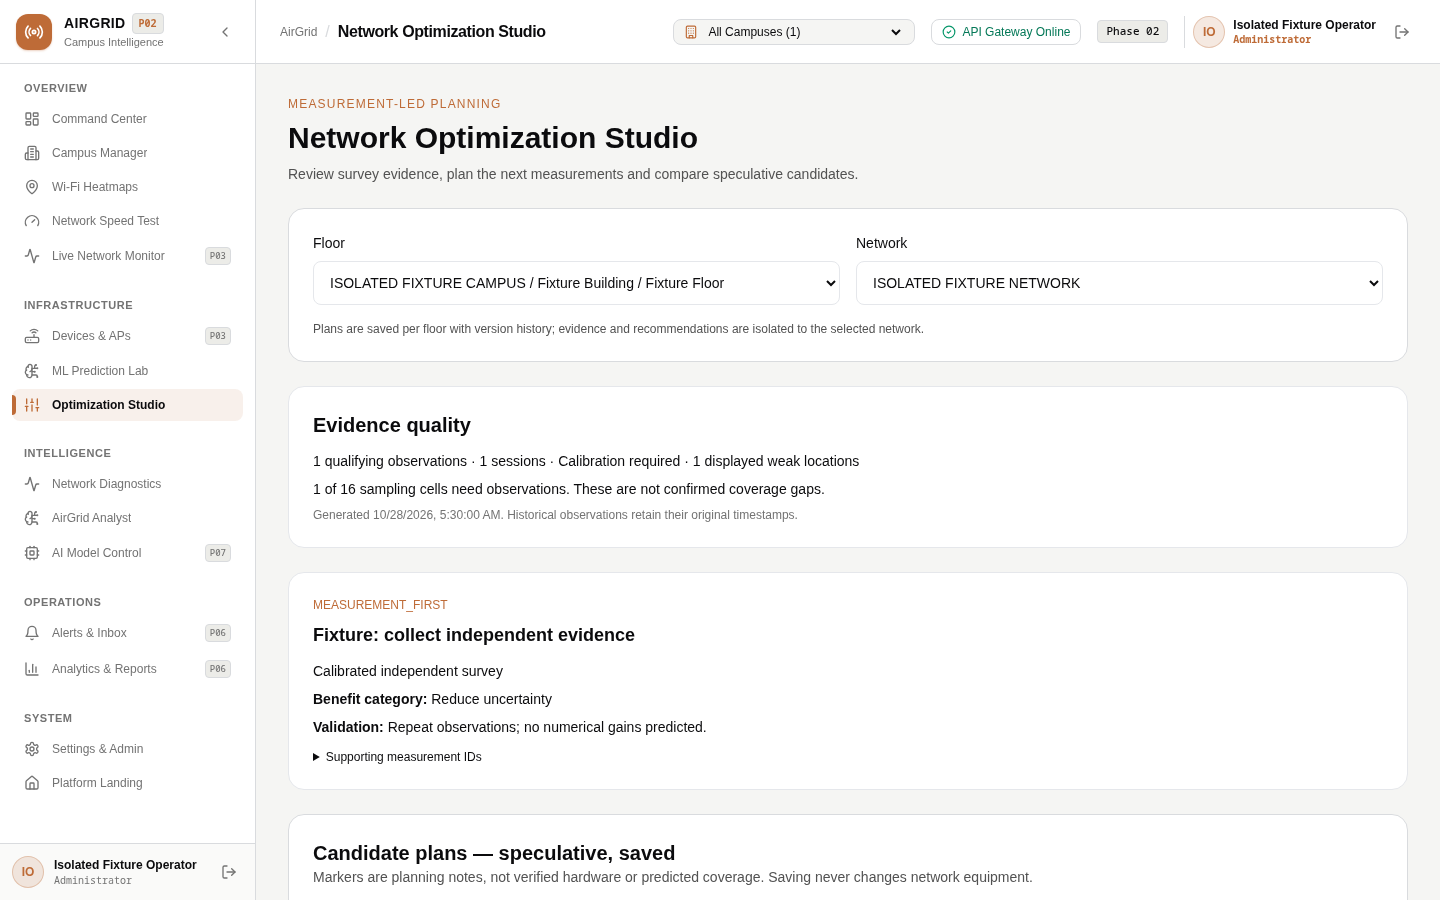 AIRGRID P02
Campus Intelligence
OVERVIEW
Command Center
Campus Manager
Wi-Fi Heatmaps
Network Speed Test
Live Network Monitor P03
INFRASTRUCTURE
Devices & APs P03
ML Prediction Lab
Optimization Studio
INTELLIGENCE
Network Diagnostics
AirGrid Analyst
AI Model Control P07
OPERATIONS
Alerts & Inbox P06
Analytics & Reports P06
SYSTEM
Settings & Admin
Platform Landing
IO Isolated Fixture Operator
Administrator
AirGrid / Network Optimization Studio
All Campuses (1)
API Gateway Online
Phase 02
IO Isolated Fixture Operator
Administrator
MEASUREMENT-LED PLANNING
Network Optimization Studio
Review survey evidence, plan the next measurements and compare speculative candidates.
Floor Network
ISOLATED FIXTURE CAMPUS / Fixture Building / Fixture Floor ISOLATED FIXTURE NETWORK
Plans are saved per floor with version history; evidence and recommendations are isolated to the selected network.
Evidence quality
1 qualifying observations · 1 sessions · Calibration required · 1 displayed weak locations
1 of 16 sampling cells need observations. These are not confirmed coverage gaps.
Generated 10/28/2026, 5:30:00 AM. Historical observations retain their original timestamps.
MEASUREMENT_FIRST
Fixture: collect independent evidence
Calibrated independent survey
Benefit category: Reduce uncertainty
Validation: Repeat observations; no numerical gains predicted.
Supporting measurement IDs
Candidate plans — speculative, saved
Markers are planning notes, not verified hardware or predicted coverage. Saving never changes network equipment.